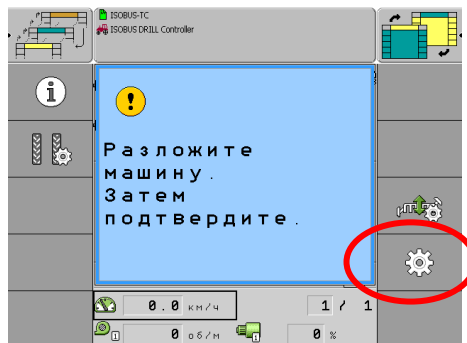 ISOBUS-TC
ISOBUS DRILL Controller
Разложите
машину.
Затем
подтвердите.
0.0 км/ч
1 / 1
0 об/м
0 %